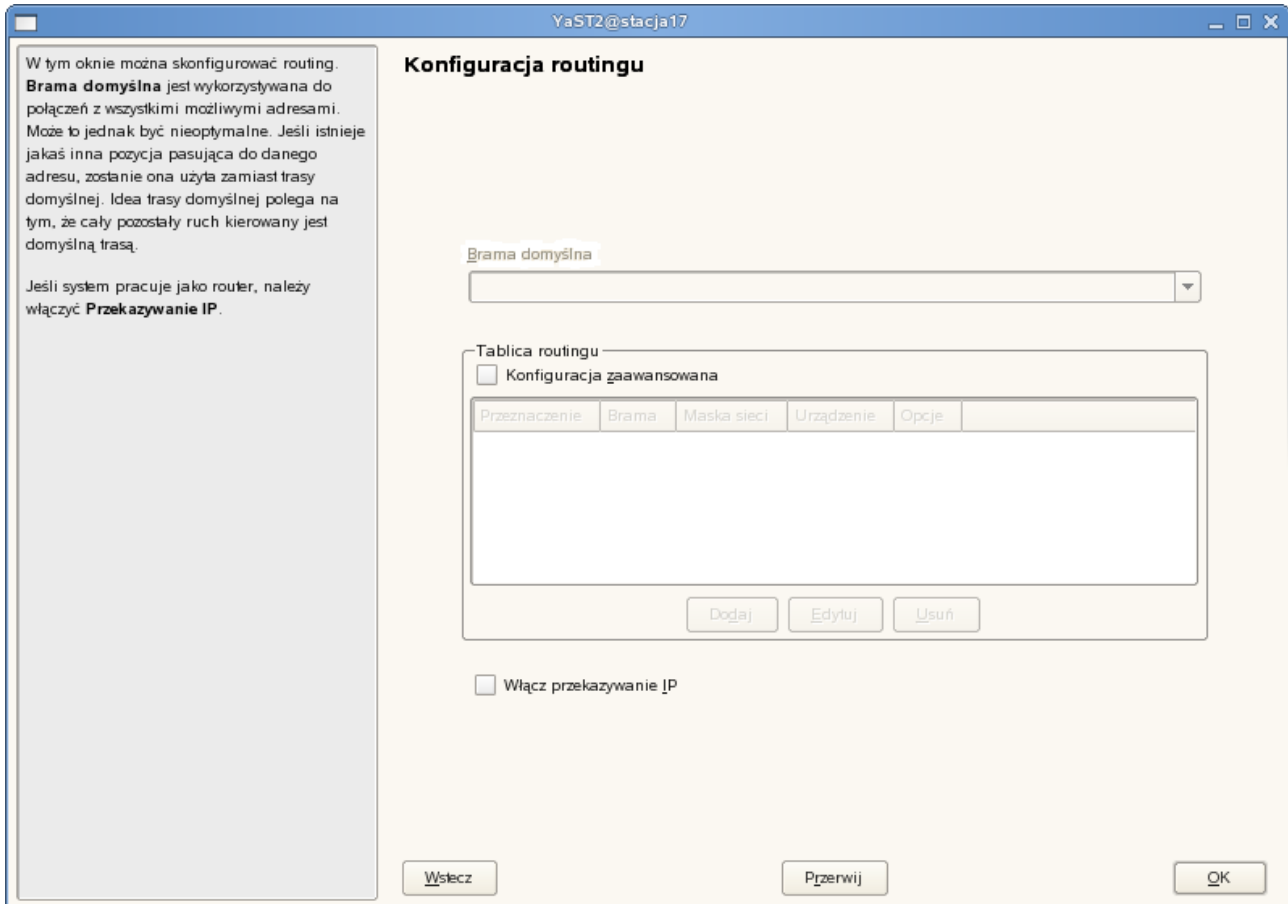 YaST2@stacja17
W tym oknie można skonfigurować routing.
Brama domyślna jest wykorzystywana do
połączeń z wszystkimi możliwymi adresami.
Może to jednak być nieoptymalne. Jeśli istnieje
jakaś inna pozycja pasująca do danego
adresu, zostanie ona użyta zamiast trasy
domyślnej. Idea trasy domyślnej polega na
tym, że cały pozostały ruch kierowany jest
domyślną trasą.
Jeśli system pracuje jako router, należy
włączyć Przekazywanie IP.
Konfiguracja routingu
Brama domyślna
Tablica routingu
Konfiguracja zaawansowana
Przeznaczenie Brama Maska sieci Urządzenie Opcje
Dodaj Edytuj Usuń
Włącz przekazywanie IP
Wstecz Przerwij OK